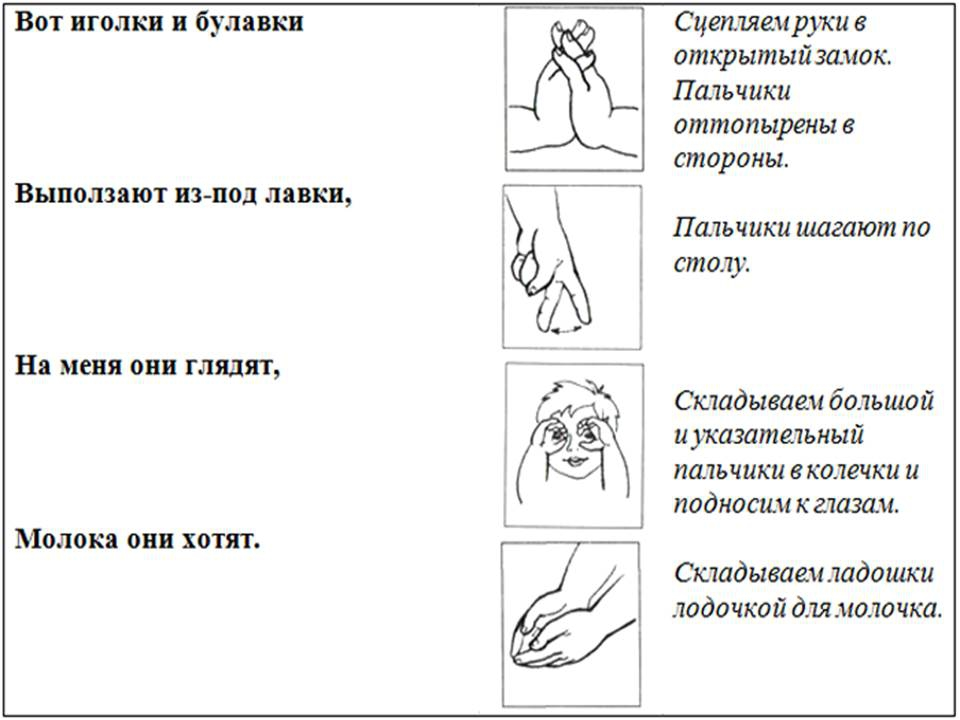 Вот иголки и булавки
Сцепляем руки в
открытый замок.
Пальчики
оттопырены в
стороны.
Выползают из-под лавки,
Пальчики шагают по
столу.
На меня они глядят,
Складываем большой
и указательный
пальчики в колечки и
подносим к глазам.
Молока они хотят.
Складываем ладошки
лодочкой для молочка.